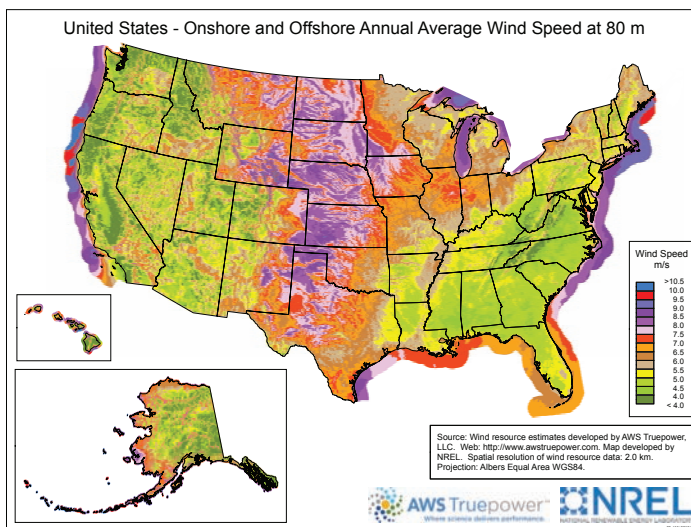 United States - Onshore and Offshore Annual Average Wind Speed at 80 m
Wind Speed
m/s
>10.5
10.0
9.5
9.0
8.5
8.0
7.5
7.0
6.5
6.0
5.5
5.0
4.5
4.0
< 4.0
Source: Wind resource estimates developed by AWS Truepower,
LLC. Web: http://www.awstruepower.com. Map developed by
NREL. Spatial resolution of wind resource data: 2.0 km.
Projection: Albers Equal Area WGS84.
AWS Truepower™
Where science delivers performance.
NREL
NATIONAL RENEWABLE ENERGY LABORATORY